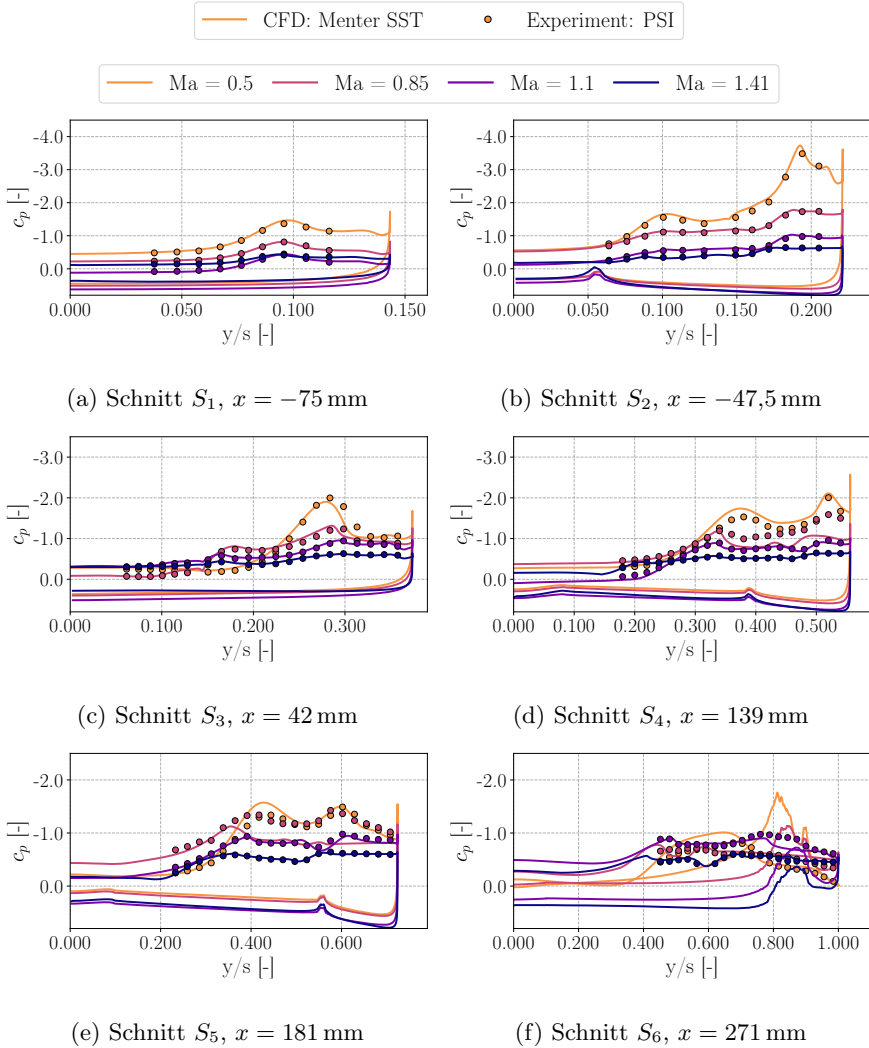 CFD: Menter SST Experiment: PSI
Ma = 0.5 Ma = 0.85 Ma = 1.1 Ma = 1.41
-4.0
-3.0
-2.0
-1.0
0.0
c_p [-]
0.000 0.050 0.100 0.150
y/s [-]
(a) Schnitt S_1, x = −75 mm
-4.0
-3.0
-2.0
-1.0
0.0
c_p [-]
0.000 0.050 0.100 0.150 0.200
y/s [-]
(b) Schnitt S_2, x = −47,5 mm
-3.0
-2.0
-1.0
0.0
c_p [-]
0.000 0.100 0.200 0.300
y/s [-]
(c) Schnitt S_3, x = 42 mm
-3.0
-2.0
-1.0
0.0
c_p [-]
0.000 0.100 0.200 0.300 0.400 0.500
y/s [-]
(d) Schnitt S_4, x = 139 mm
-2.0
-1.0
0.0
c_p [-]
0.000 0.200 0.400 0.600
y/s [-]
(e) Schnitt S_5, x = 181 mm
-2.0
-1.0
0.0
c_p [-]
0.000 0.200 0.400 0.600 0.800 1.000
y/s [-]
(f) Schnitt S_6, x = 271 mm